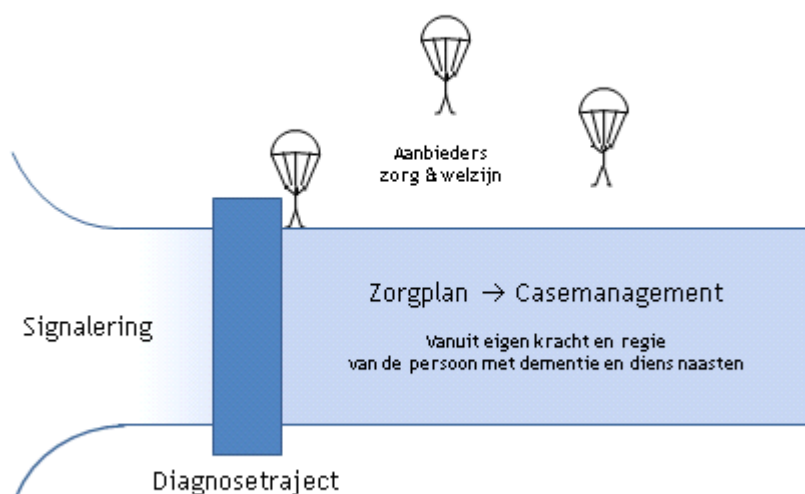 Aanbieders
zorg & welzijn
Zorgplan → Casemanagement
Signalering
Vanuit eigen kracht en regie
van de persoon met dementie en diens naasten
Diagnosetraject